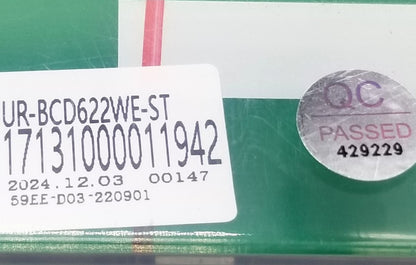 UR-BCD622WE-ST
17131000011942
2024.12.03 00147
59EE-D03-220901
QC
PASSED
429229